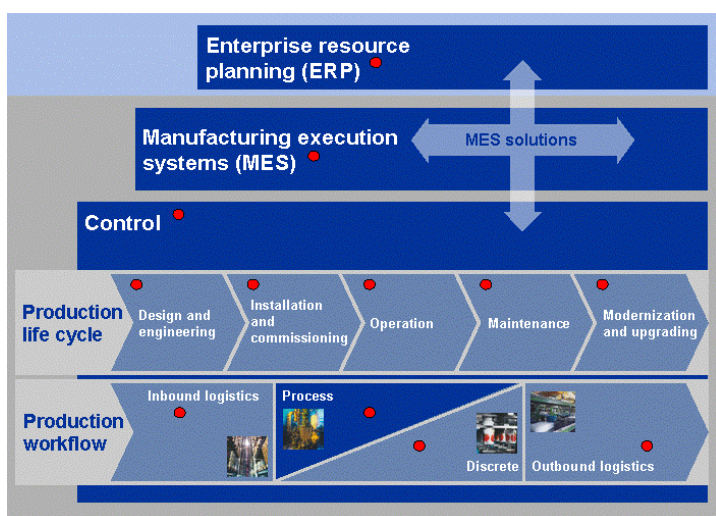 Enterprise resource
planning (ERP)
Manufacturing execution
systems (MES)
MES solutions
Control
Production
life cycle
Design and
engineering
Installation
and
commissioning
Operation
Maintenance
Modernization
and upgrading
Production
workflow
Inbound logistics
Process
Discrete
Outbound logistics